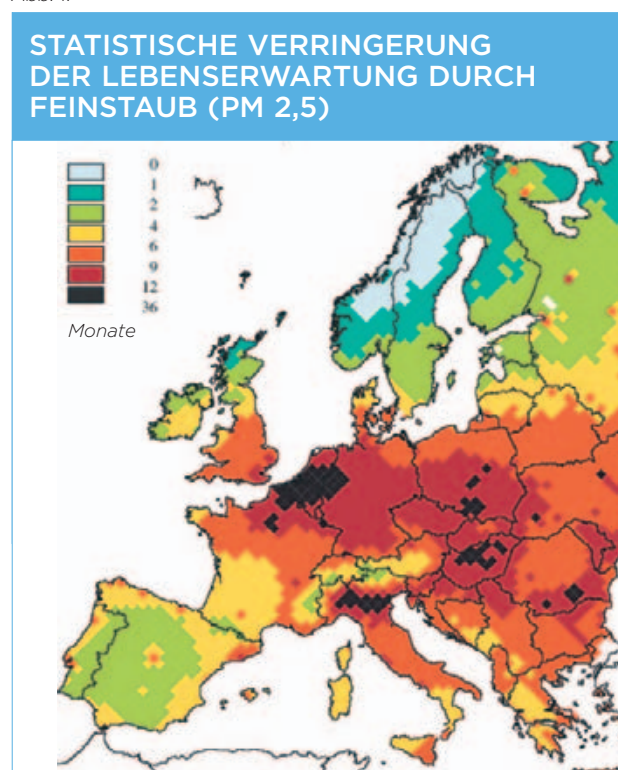 STATISTISCHE VERRINGERUNG
DER LEBENSERWARTUNG DURCH
FEINSTAUB (PM 2,5)
0
1
2
4
6
9
12
36
Monate